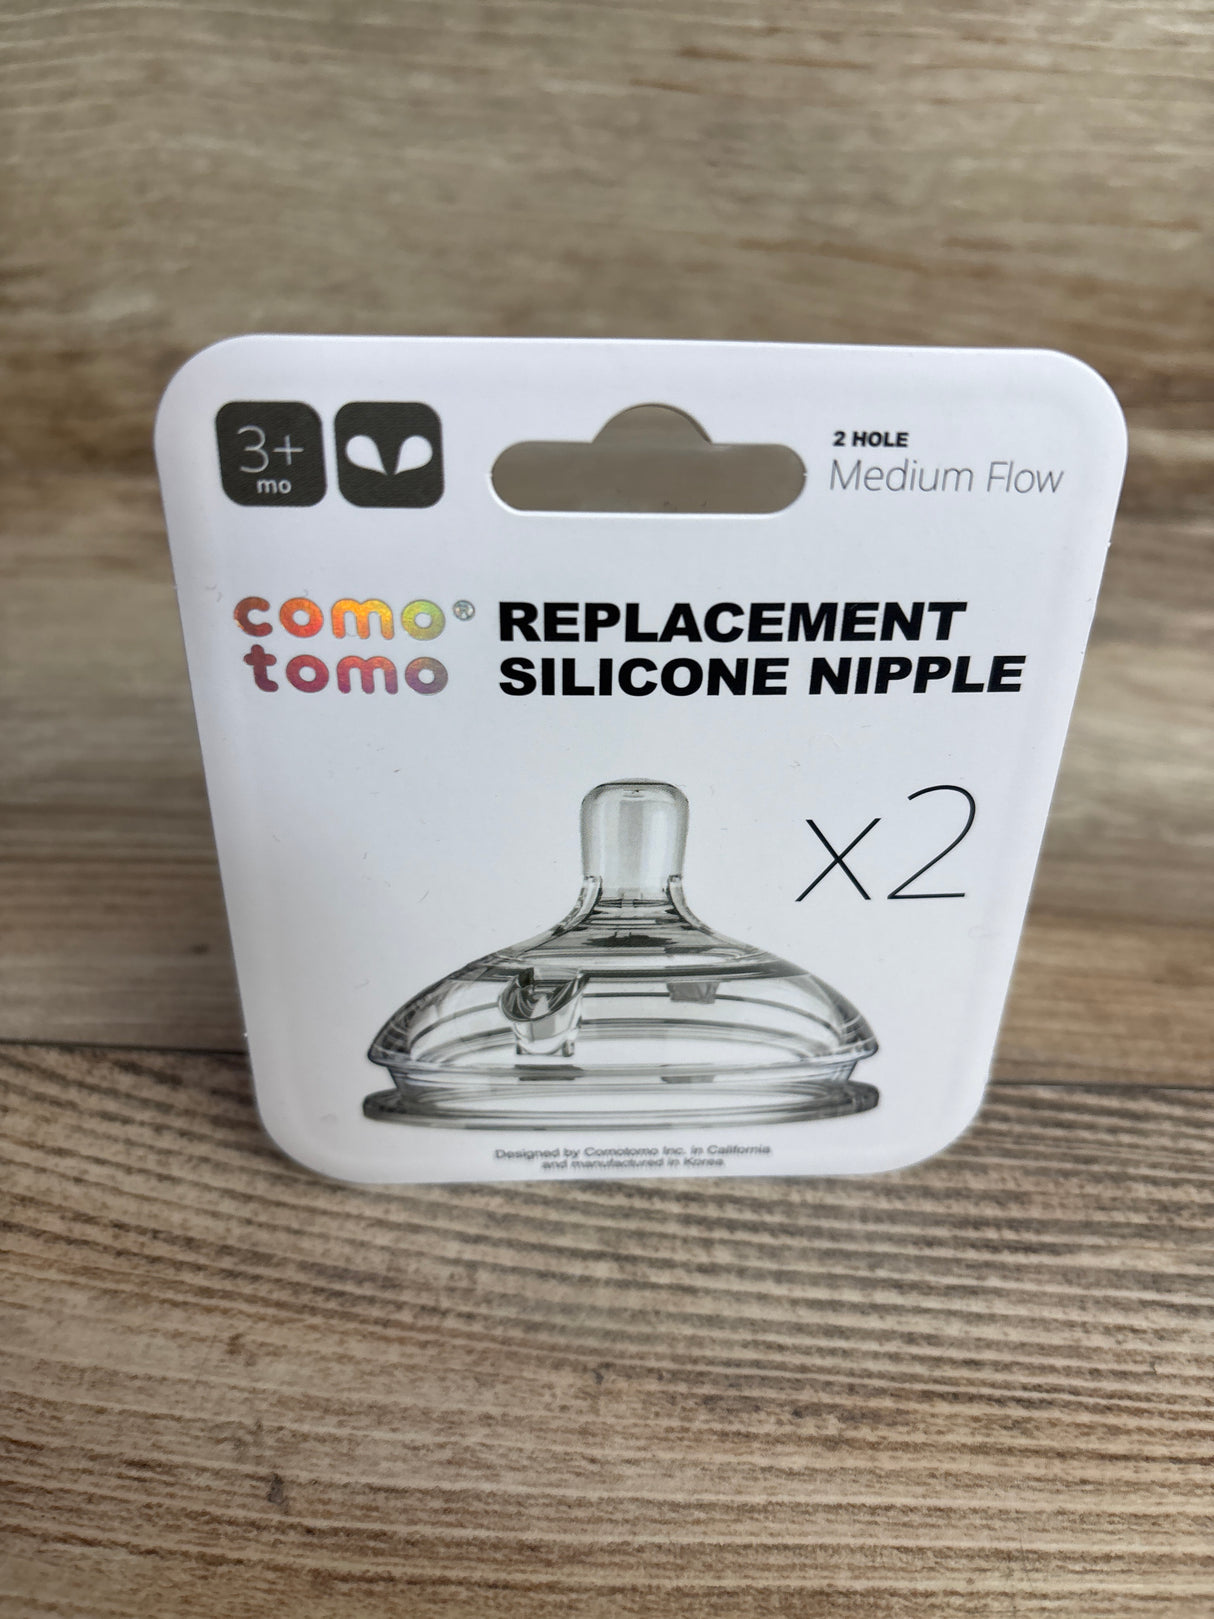 3+
mo
2 HOLE
Medium Flow
como®
tomo
REPLACEMENT
SILICONE NIPPLE
x2
Designed by Comotomo Inc. in California
and manufactured in Korea